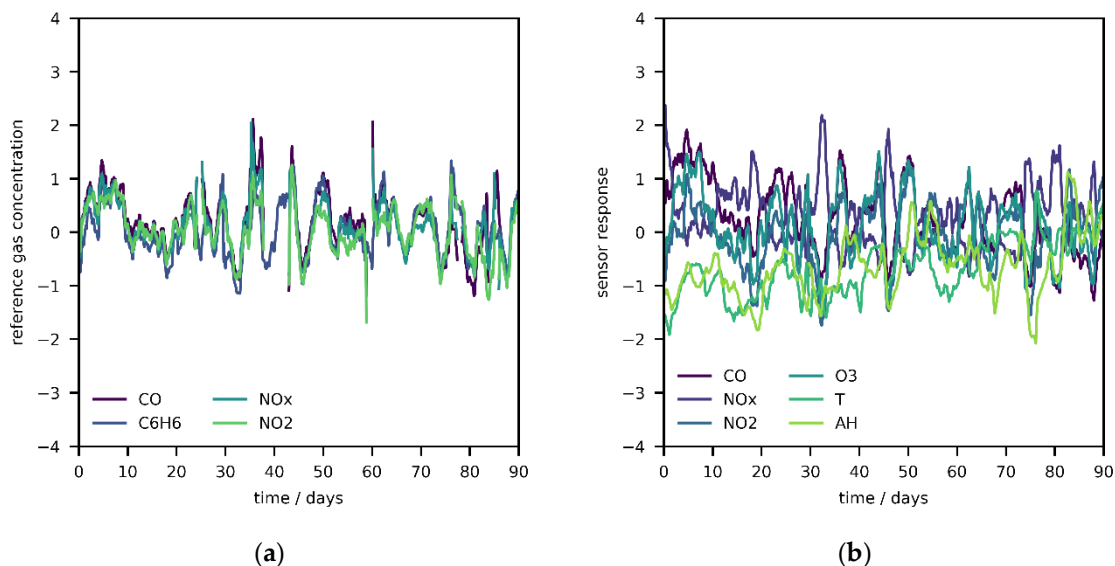 4
3
2
1
0
−1
−2
−3
−4
reference gas concentration
CO
C6H6
NOx
NO2
0 10 20 30 40 50 60 70 80 90
time / days
(a)
4
3
2
1
0
−1
−2
−3
−4
sensor response
CO
NOx
NO2
O3
T
AH
0 10 20 30 40 50 60 70 80 90
time / days
(b)